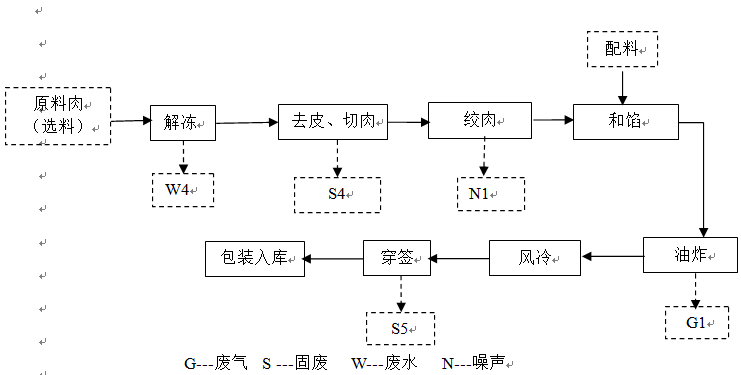 配料
原料肉
（选料）
解冻
去皮、切肉
绞肉
和馅
W4
S4
N1
包装入库
穿签
风冷
油炸
S5
G1
G---废气 S ---固废 W---废水 N---噪声